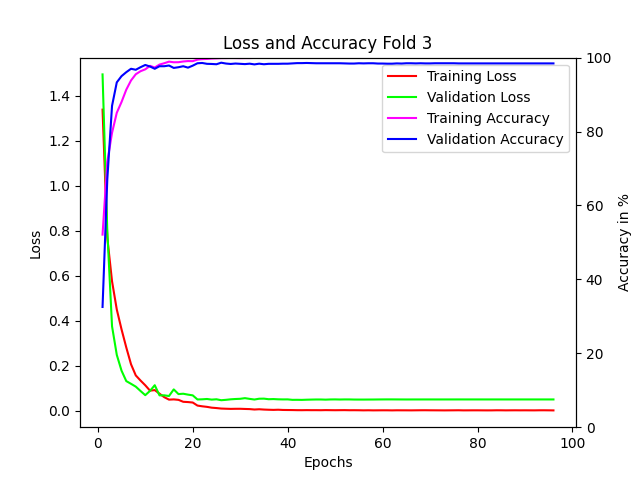 Loss and Accuracy Fold 3
Training Loss
Validation Loss
Training Accuracy
Validation Accuracy
1.4
1.2
1.0
0.8
0.6
0.4
0.2
0.0
Loss
100
80
60
40
20
0
Accuracy in %
0 20 40 60 80 100
Epochs